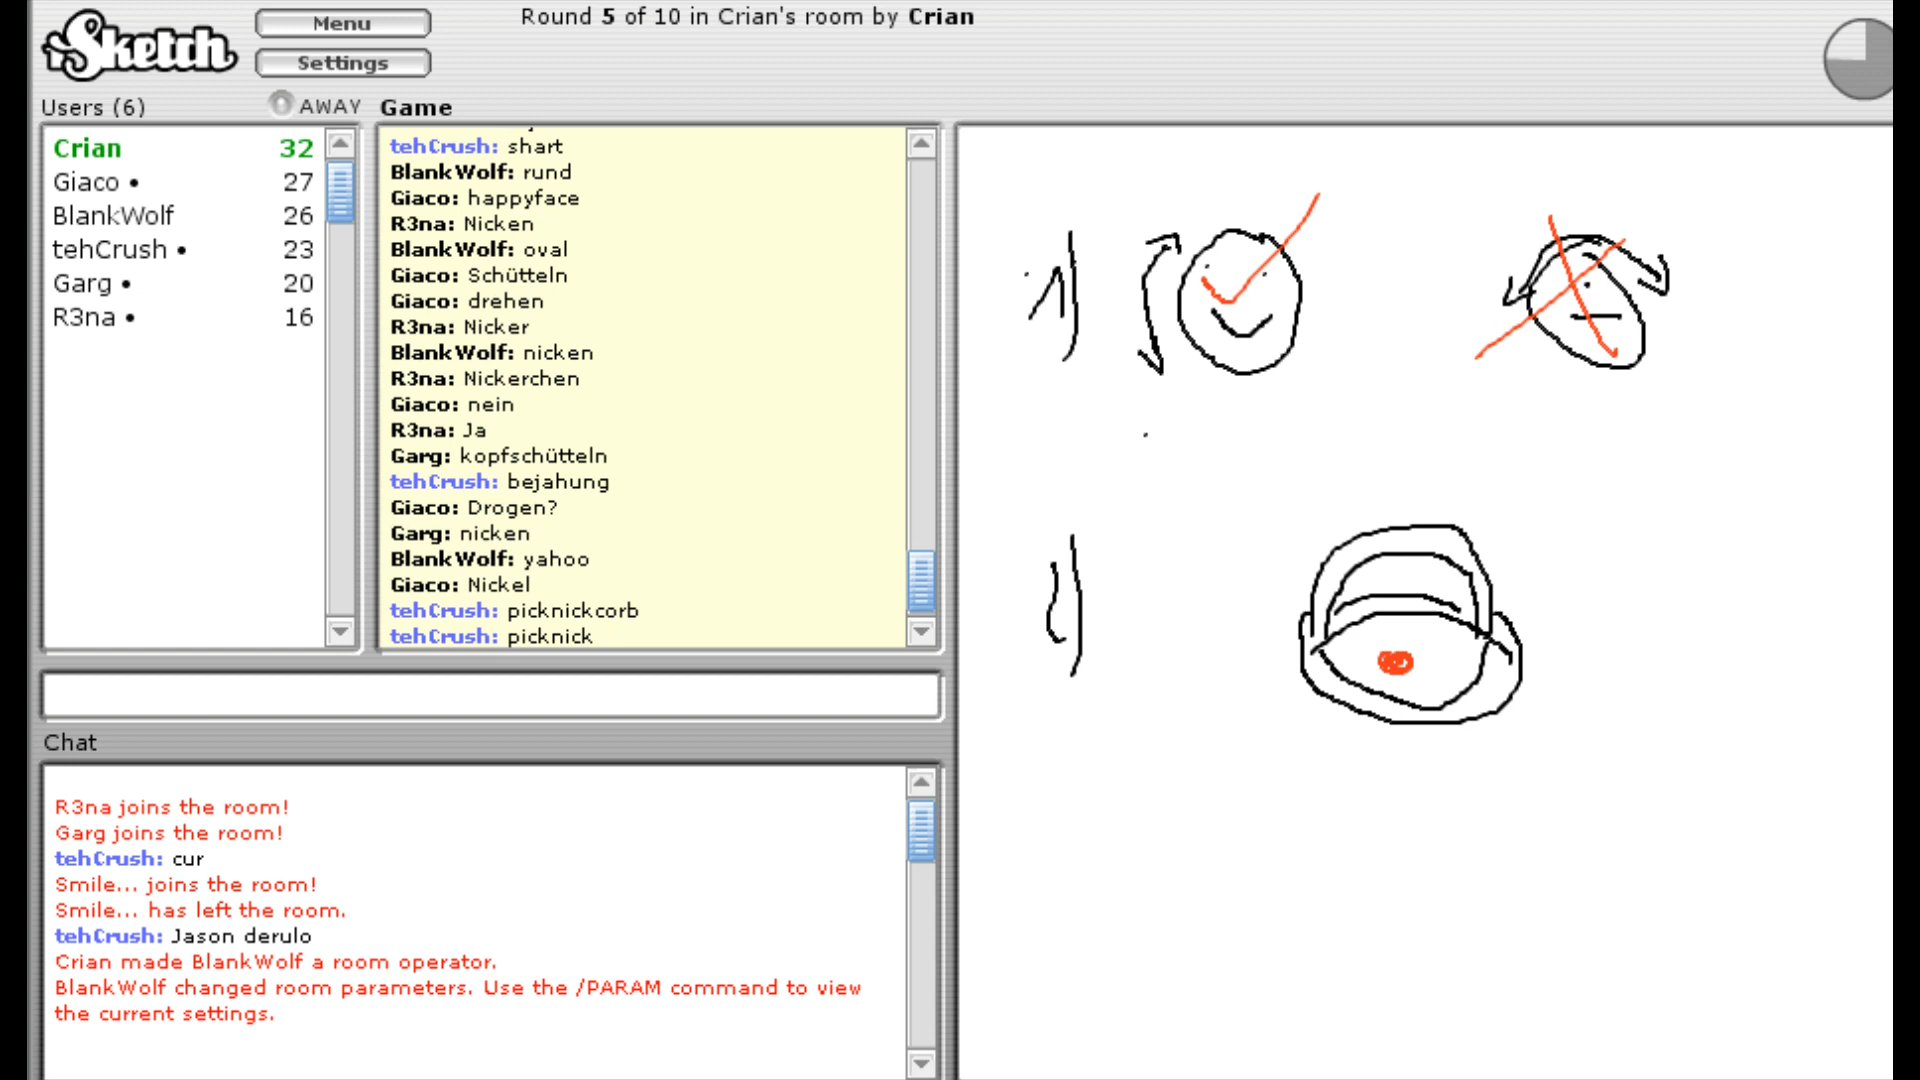 iSketch
Menu
Settings
Round 5 of 10 in Crian's room by Crian
Users (6)
AWAY
Game
Crian 32
Giaco • 27
BlankWolf 26
tehCrush • 23
Garg • 20
R3na • 16
tehCrush: shart
BlankWolf: rund
Giaco: happyface
R3na: Nicken
BlankWolf: oval
Giaco: Schütteln
Giaco: drehen
R3na: Nicker
BlankWolf: nicken
R3na: Nickerchen
Giaco: nein
R3na: Ja
Garg: kopfschütteln
tehCrush: bejahung
Giaco: Drogen?
Garg: nicken
BlankWolf: yahoo
Giaco: Nickel
tehCrush: picknickcorb
tehCrush: picknick
1)
Chat
R3na joins the room!
Garg joins the room!
tehCrush: cur
Smile... joins the room!
Smile... has left the room.
tehCrush: Jason derulo
Crian made BlankWolf a room operator.
BlankWolf changed room parameters. Use the /PARAM command to view
the current settings.